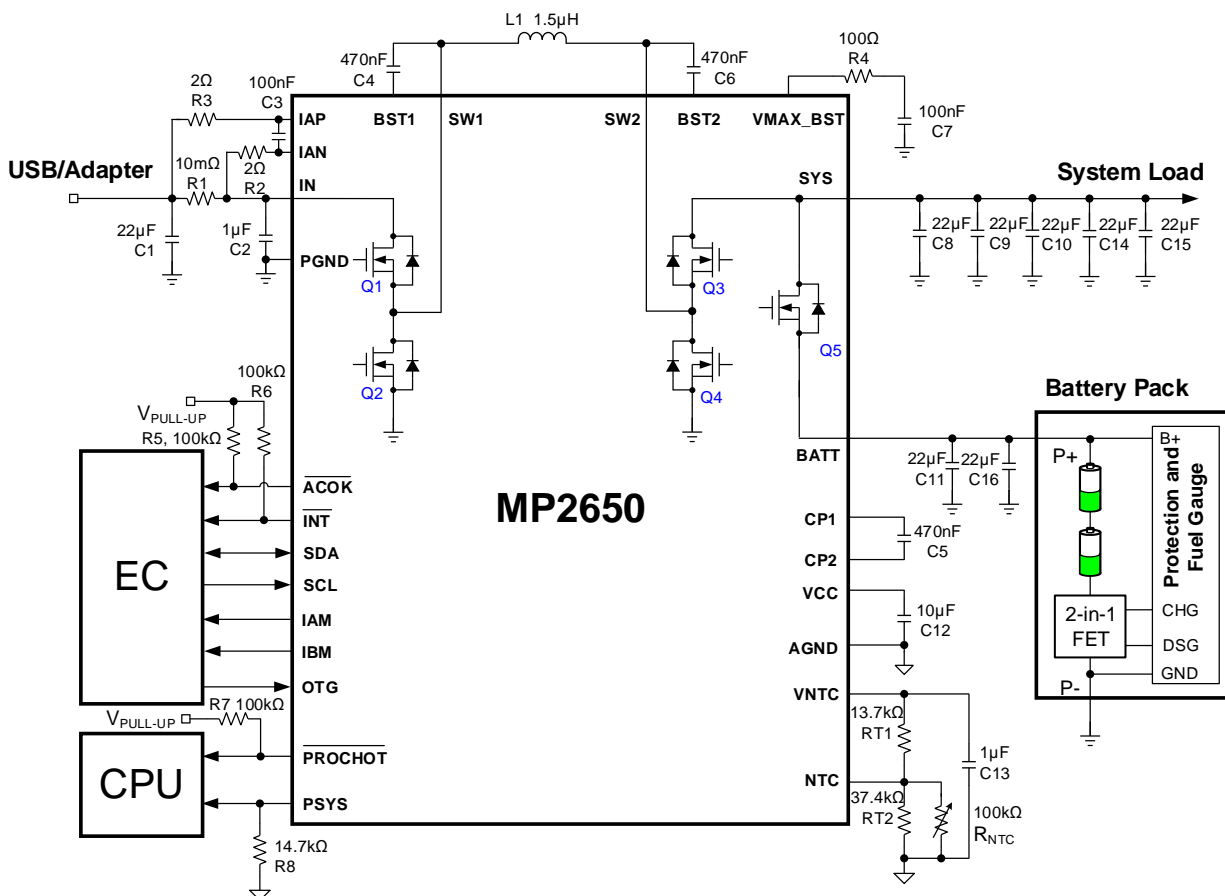 L1 1.5µH
470nF
C4
470nF
C6
100Ω
R4
100nF
C7
2Ω
R3
100nF
C3
IAP
BST1
SW1
SW2
BST2
VMAX_BST
IAN
2Ω
R2
USB/Adapter
10mΩ
R1
IN
SYS
System Load
22µF
C1
1µF
C2
PGND
Q1
Q2
Q3
Q4
Q5
22µF
C8
22µF
C9
22µF
C10
22µF
C14
22µF
C15
100kΩ
R6
VPULL-UP
R5, 100kΩ
Battery Pack
BATT
22µF
C11
22µF
C16
P+
B+
Protection and
Fuel Gauge
2-in-1
FET
CHG
DSG
GND
P-
MP2650
EC
ACOK
INT
SDA
SCL
IAM
IBM
OTG
CP1
CP2
470nF
C5
VCC
10µF
C12
AGND
R7 100kΩ
VPULL-UP
CPU
PROCHOT
PSYS
14.7kΩ
R8
VNTC
13.7kΩ
RT1
1µF
C13
NTC
37.4kΩ
RT2
100kΩ
RNTC